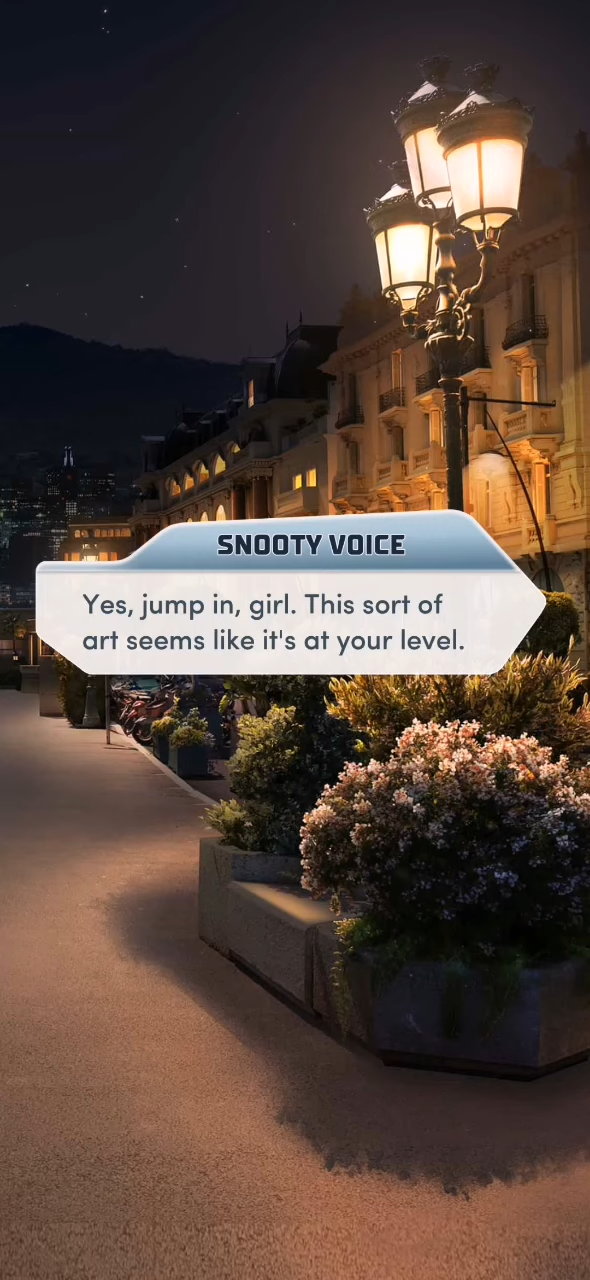 SNOOTY VOICE
Yes, jump in, girl. This sort of
art seems like it's at your level.